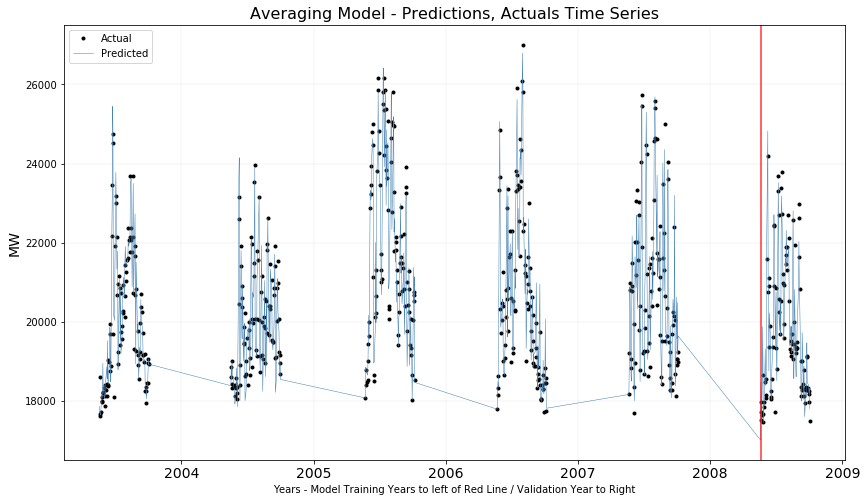 Averaging Model - Predictions, Actuals Time Series
Actual
Predicted
MW
26000
24000
22000
20000
18000
2004
2005
2006
2007
2008
2009
Years - Model Training Years to left of Red Line / Validation Year to Right